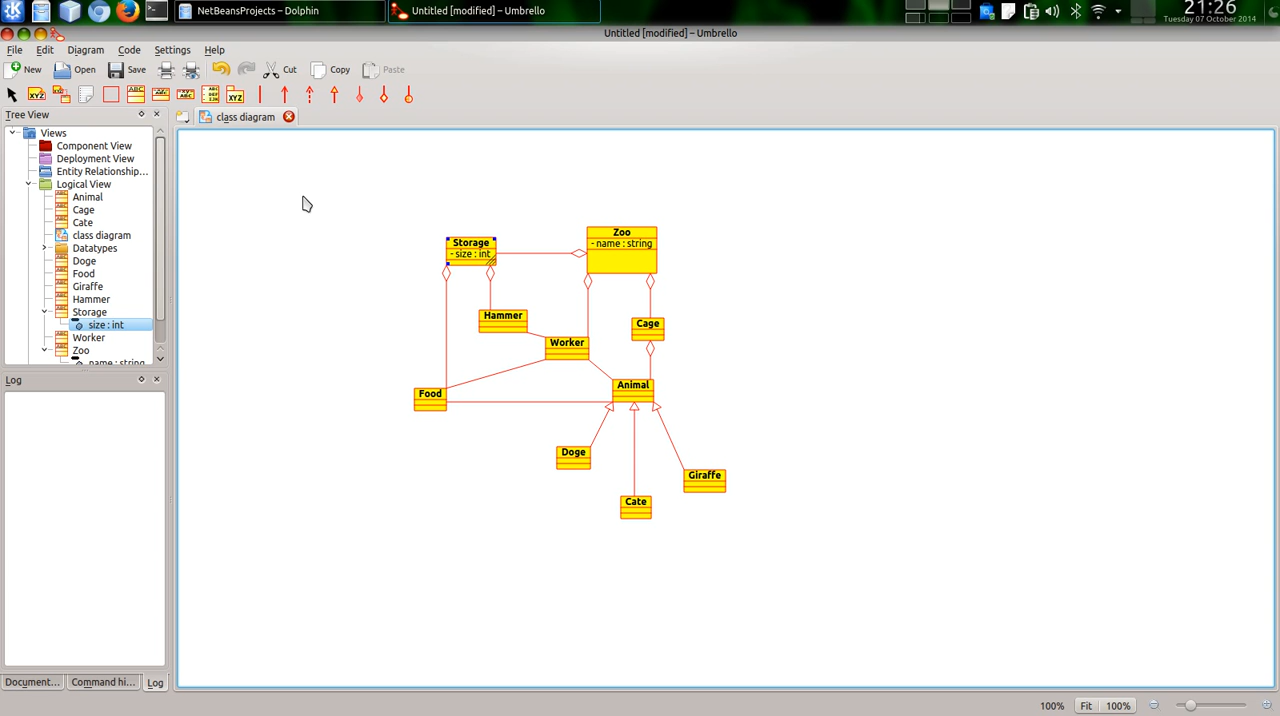 NetBeansProjects – Dolphin
Untitled [modified] – Umbrello
21:26
Tuesday 07 October 2014
Untitled [modified] – Umbrello
File Edit Diagram Code Settings Help
New Open Save Cut Copy Paste
Tree View
class diagram
Views
Component View
Deployment View
Entity Relationship...
Logical View
Animal
Cage
Cate
class diagram
Datatypes
Doge
Food
Giraffe
Hammer
Storage
size : int
Worker
Zoo
name : string
Log
Document... Command hi... Log
Storage
- size : int
Zoo
- name : string
Hammer
Cage
Worker
Animal
Food
Doge
Giraffe
Cate
100% Fit 100%